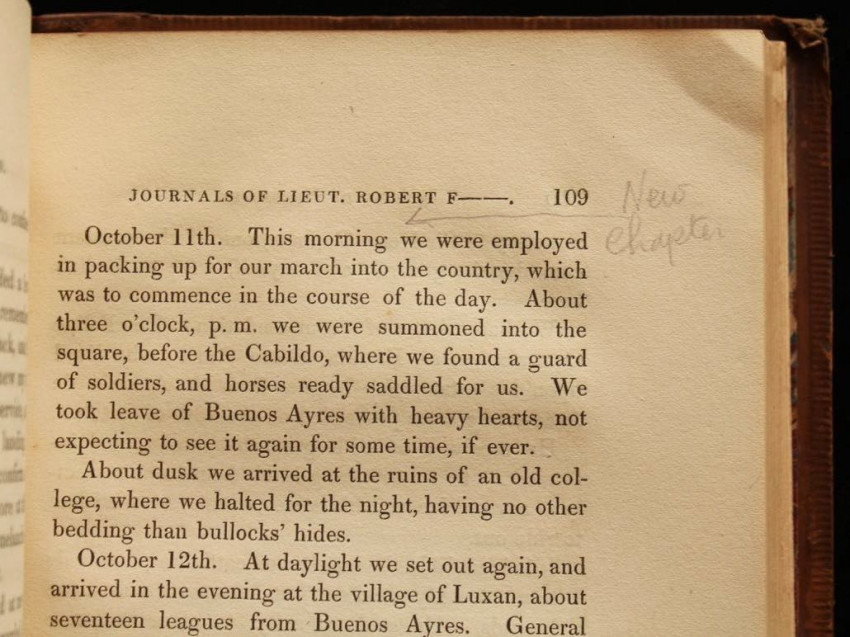 JOURNALS OF LIEUT. ROBERT F——. 109
New
Chapter
October 11th. This morning we were employed
in packing up for our march into the country, which
was to commence in the course of the day. About
three o'clock, p. m. we were summoned into the
square, before the Cabildo, where we found a guard
of soldiers, and horses ready saddled for us. We
took leave of Buenos Ayres with heavy hearts, not
expecting to see it again for some time, if ever.
About dusk we arrived at the ruins of an old col-
lege, where we halted for the night, having no other
bedding than bullocks' hides.
October 12th. At daylight we set out again, and
arrived in the evening at the village of Luxan, about
seventeen leagues from Buenos Ayres. General